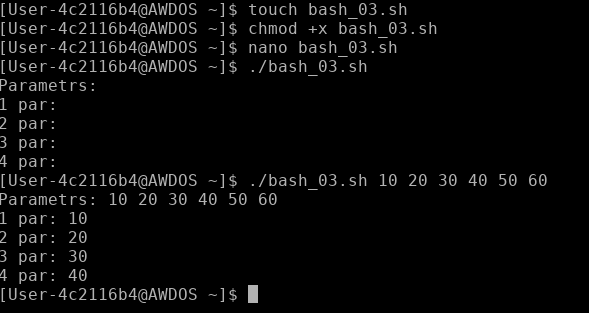 [User-4c2116b4@AWDOS ~]$ touch bash_03.sh
[User-4c2116b4@AWDOS ~]$ chmod +x bash_03.sh
[User-4c2116b4@AWDOS ~]$ nano bash_03.sh
[User-4c2116b4@AWDOS ~]$ ./bash_03.sh
Parametrs:
1 par:
2 par:
3 par:
4 par:
[User-4c2116b4@AWDOS ~]$ ./bash_03.sh 10 20 30 40 50 60
Parametrs: 10 20 30 40 50 60
1 par: 10
2 par: 20
3 par: 30
4 par: 40
[User-4c2116b4@AWDOS ~]$